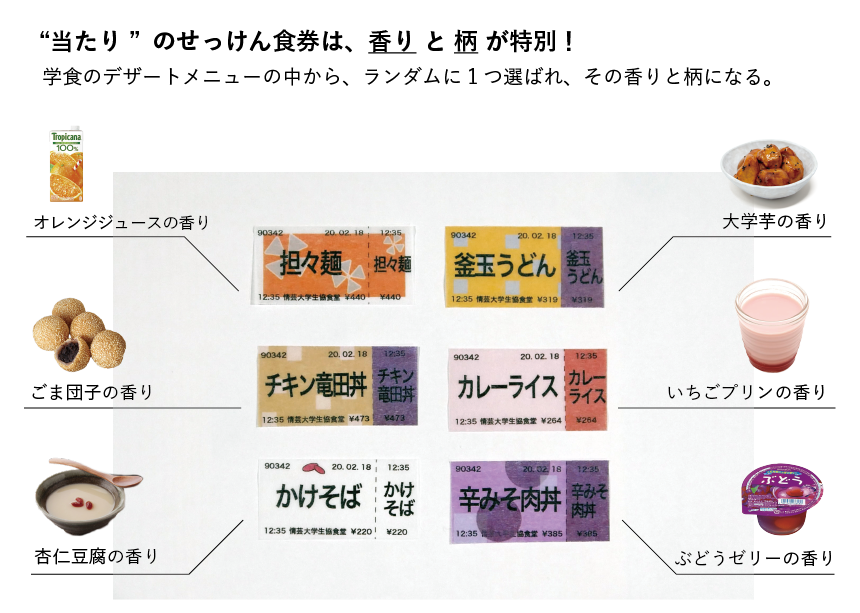 “当たり ” のせっけん食券は、香り と 柄 が特別！
学食のデザートメニューの中から、ランダムに１つ選ばれ、その香りと柄になる。
Tropicana
100%
オレンジジュースの香り
大学芋の香り
90342 20. 02. 18 12:35
担々麺 担々麺
12:35 情芸大学生協食堂 ¥440 ¥440
90342 20. 02. 18 12:35
釜玉うどん 釜玉
うどん
12:35 情芸大学生協食堂 ¥319 ¥319
ごま団子の香り
いちごプリンの香り
90342 20. 02. 18 12:35
チキン竜田丼 チキン
竜田丼
12:35 情芸大学生協食堂 ¥473 ¥473
90342 20. 02. 18 12:35
カレーライス カレー
ライス
12:35 情芸大学生協食堂 ¥264 ¥264
杏仁豆腐の香り
ぶどう
ぶどうゼリーの香り
90342 20. 02. 18 12:35
かけそば かけ
そば
12:35 情芸大学生協食堂 ¥220 ¥220
90342 20. 02. 18 12:35
辛みそ肉丼 辛みそ
肉丼
12:35 情芸大学生協食堂 ¥385 ¥385